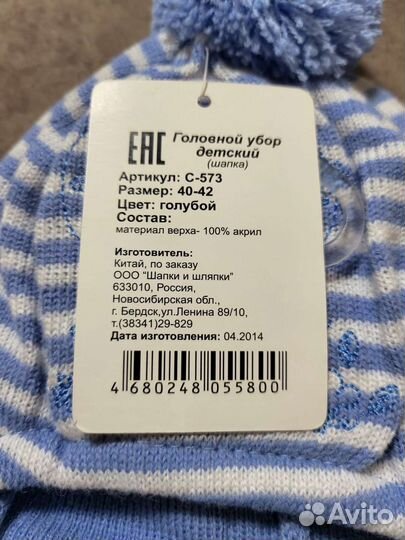 EAC
Головной убор
детский
(шапка)
Артикул: С-573
Размер: 40-42
Цвет: голубой
Состав:
материал верха- 100% акрил
Изготовитель:
Китай, по заказу
ООО "Шапки и шляпки"
633010, Россия,
Новосибирская обл.,
г. Бердск,ул.Ленина 89/10,
т.(38341)29-829
Дата изготовления: 04.2014
4 680248 055800
Avito